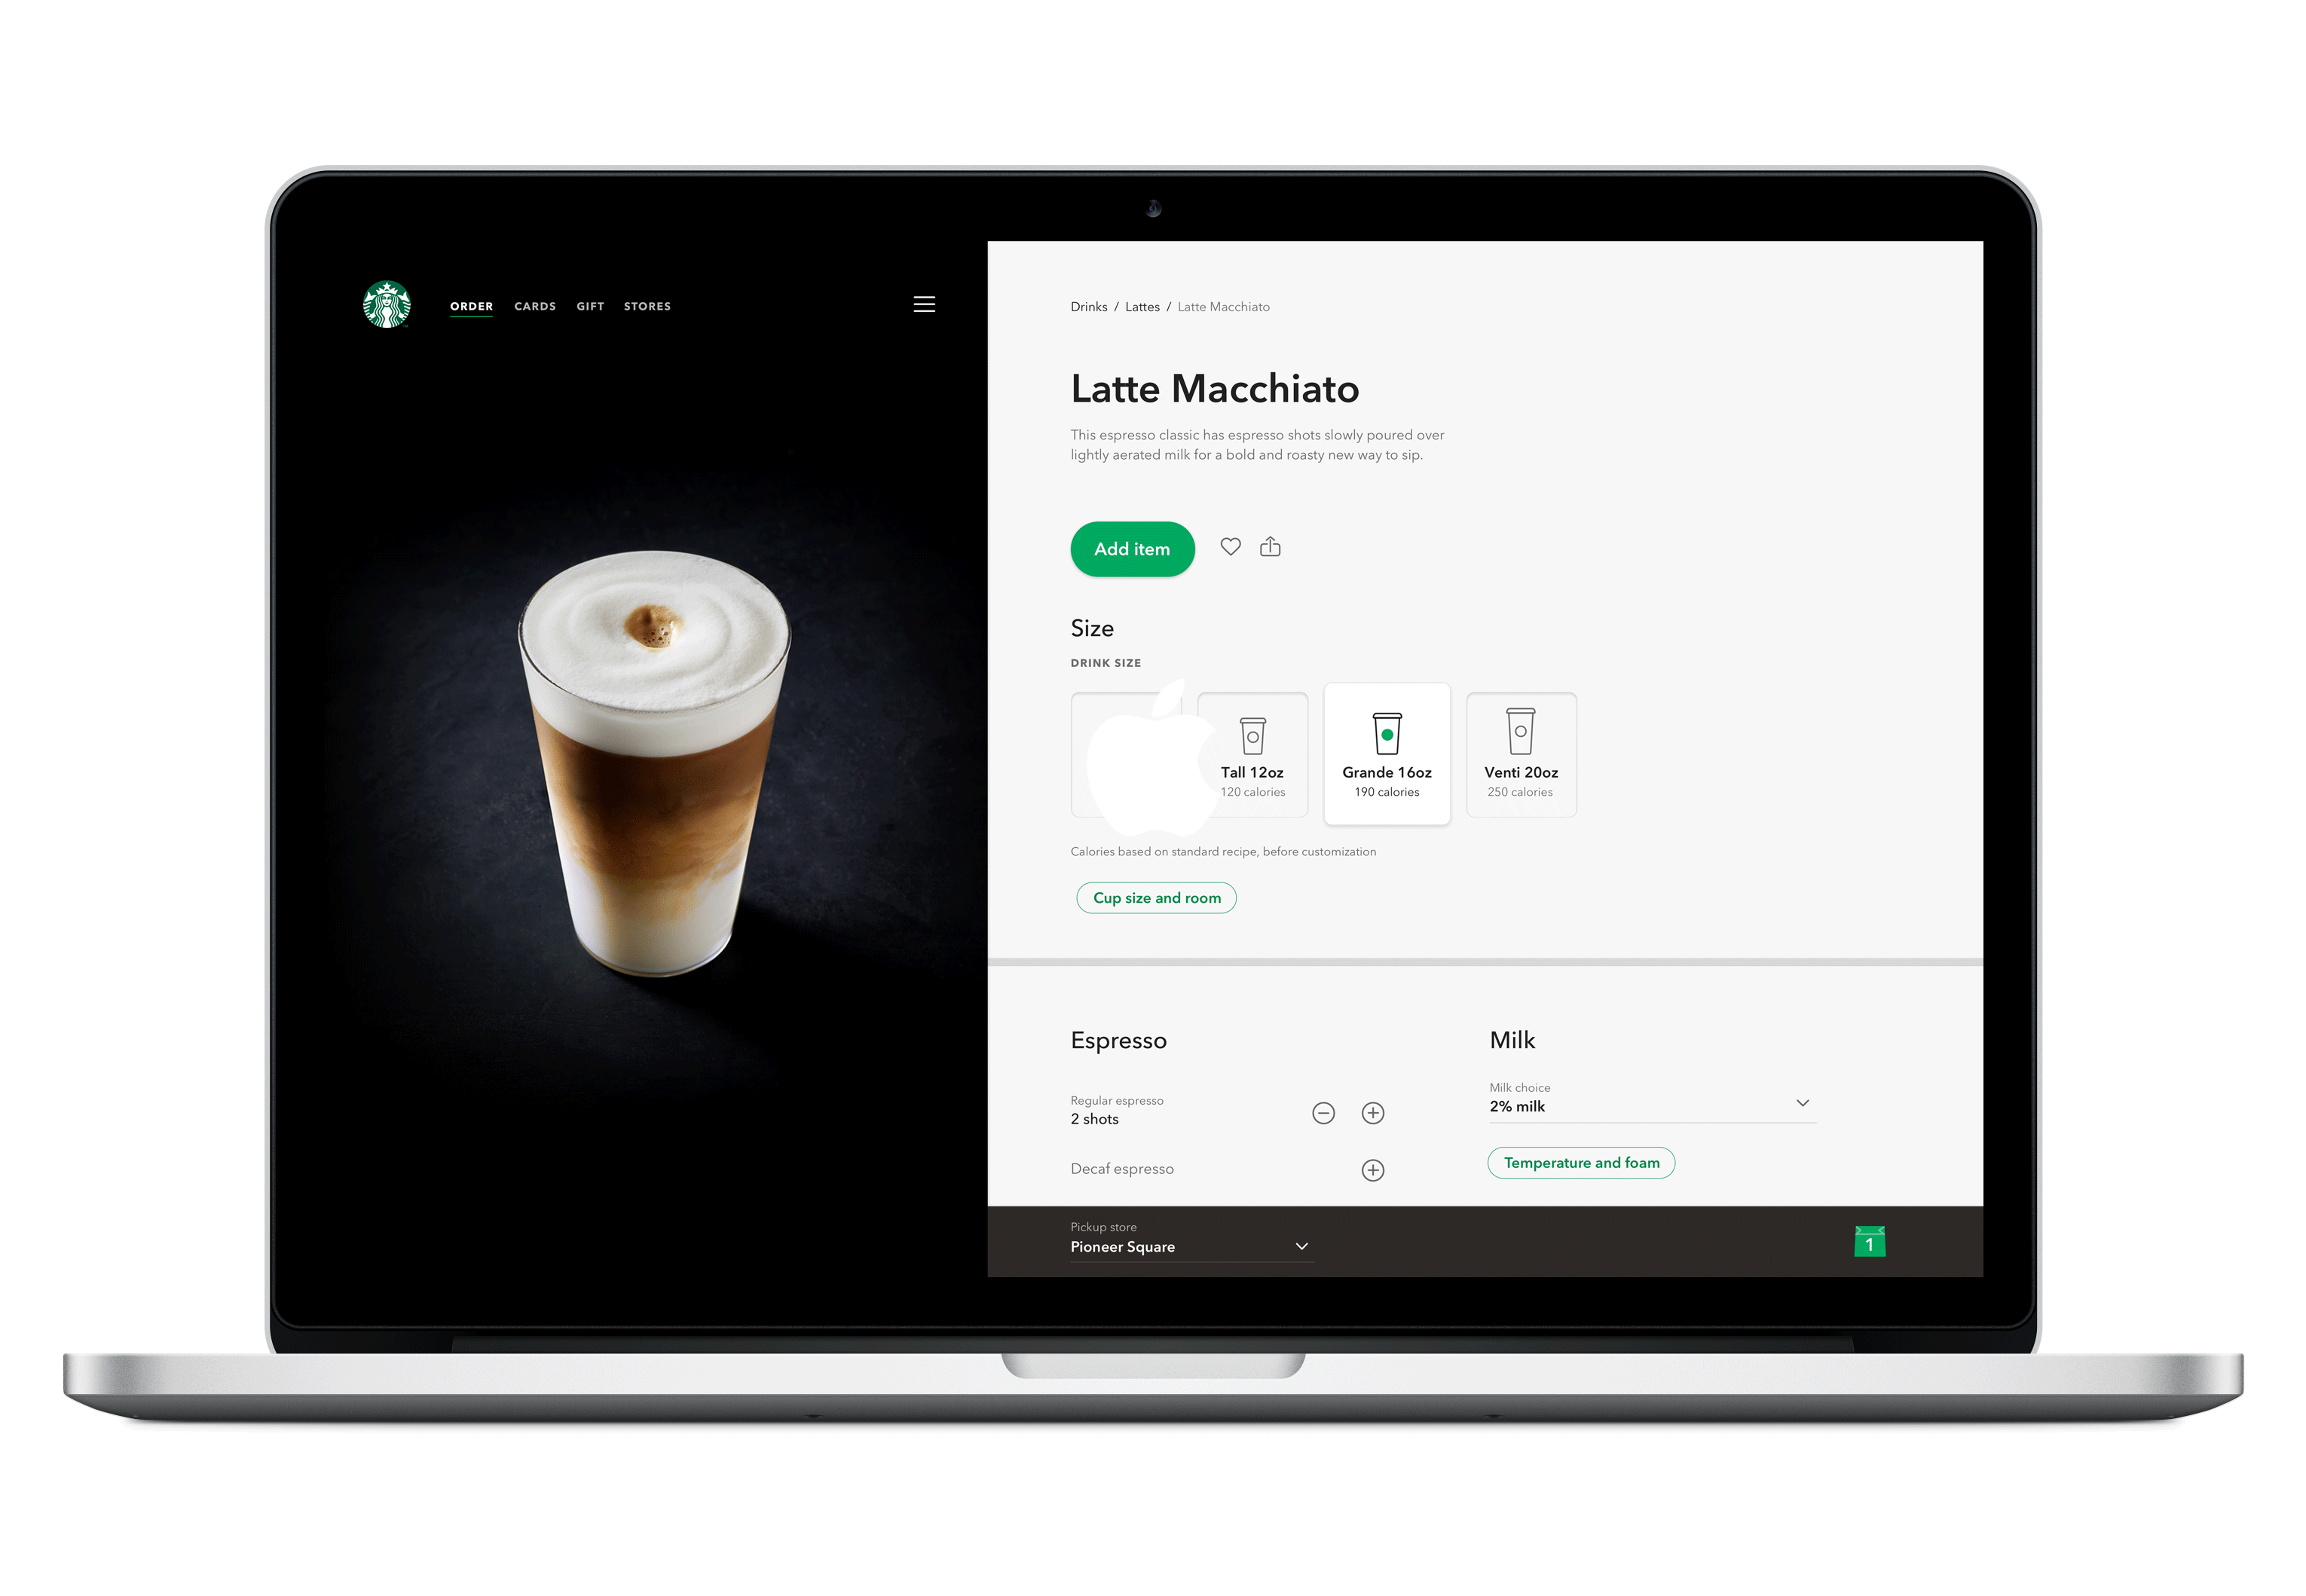 ORDER
CARDS
GIFT
STORES
Drinks / Lattes / Latte Macchiato
Latte Macchiato
This espresso classic has espresso shots slowly poured over
lightly aerated milk for a bold and roasty new way to sip.
Add item
Size
DRINK SIZE
Tall 12oz
120 calories
Grande 16oz
190 calories
Venti 20oz
250 calories
Calories based on standard recipe, before customization
Cup size and room
Espresso
Regular espresso
2 shots
Decaf espresso
Milk
Milk choice
2% milk
Temperature and foam
Pickup store
Pioneer Square
1